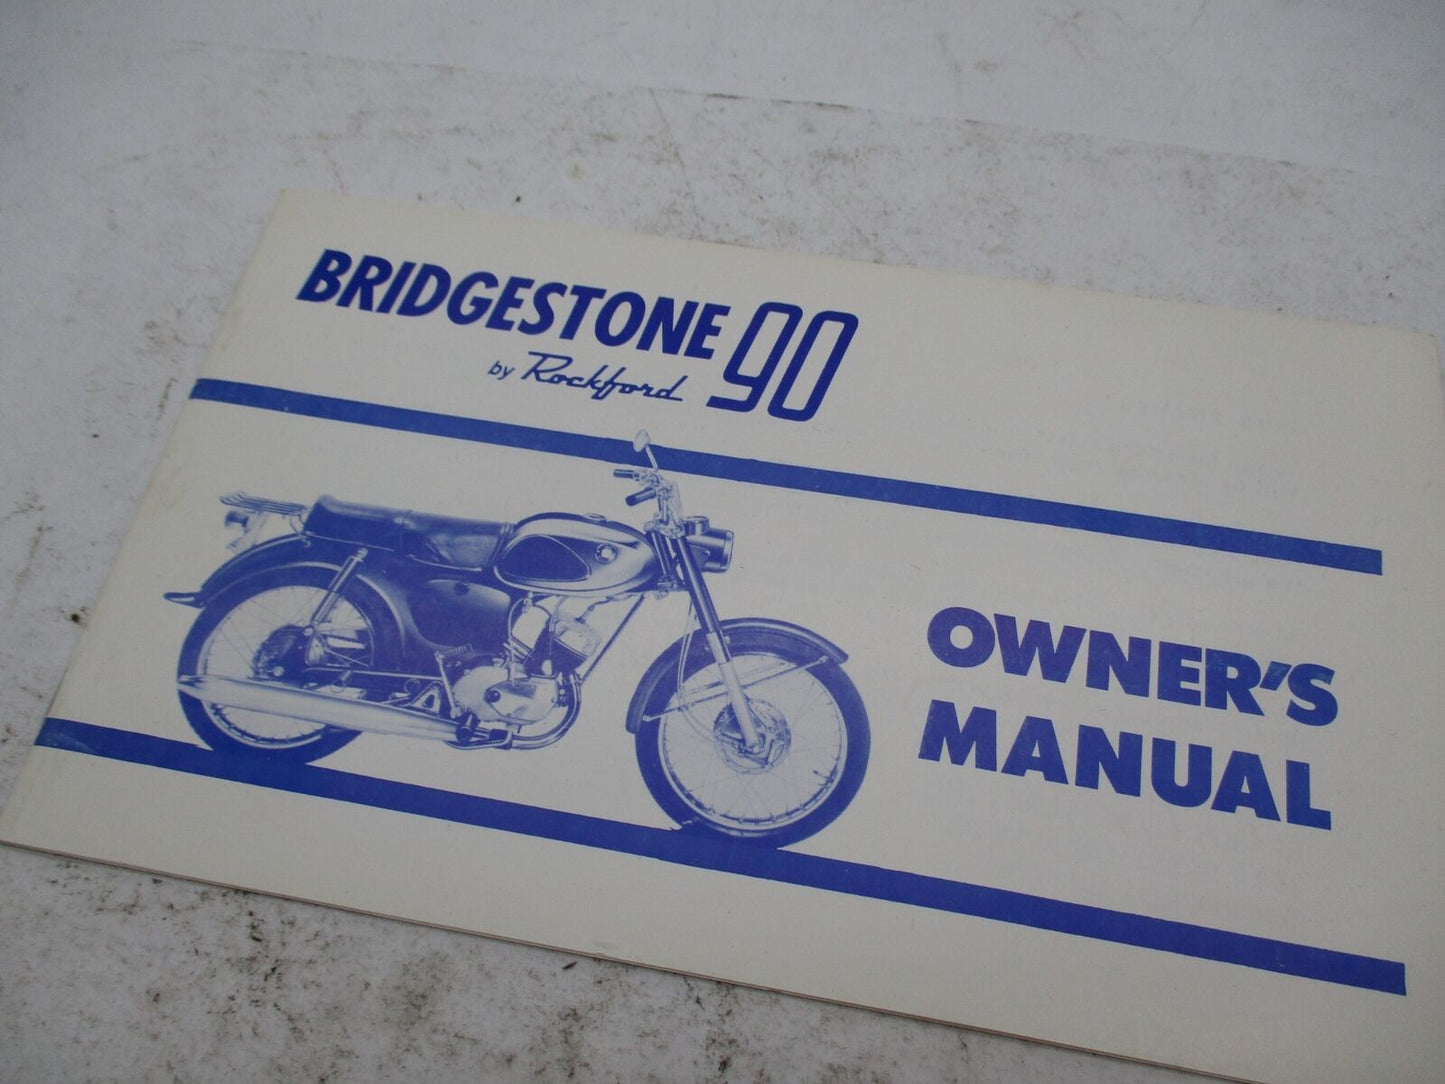 BRIDGESTONE 90
by Rockford
OWNER'S
MANUAL